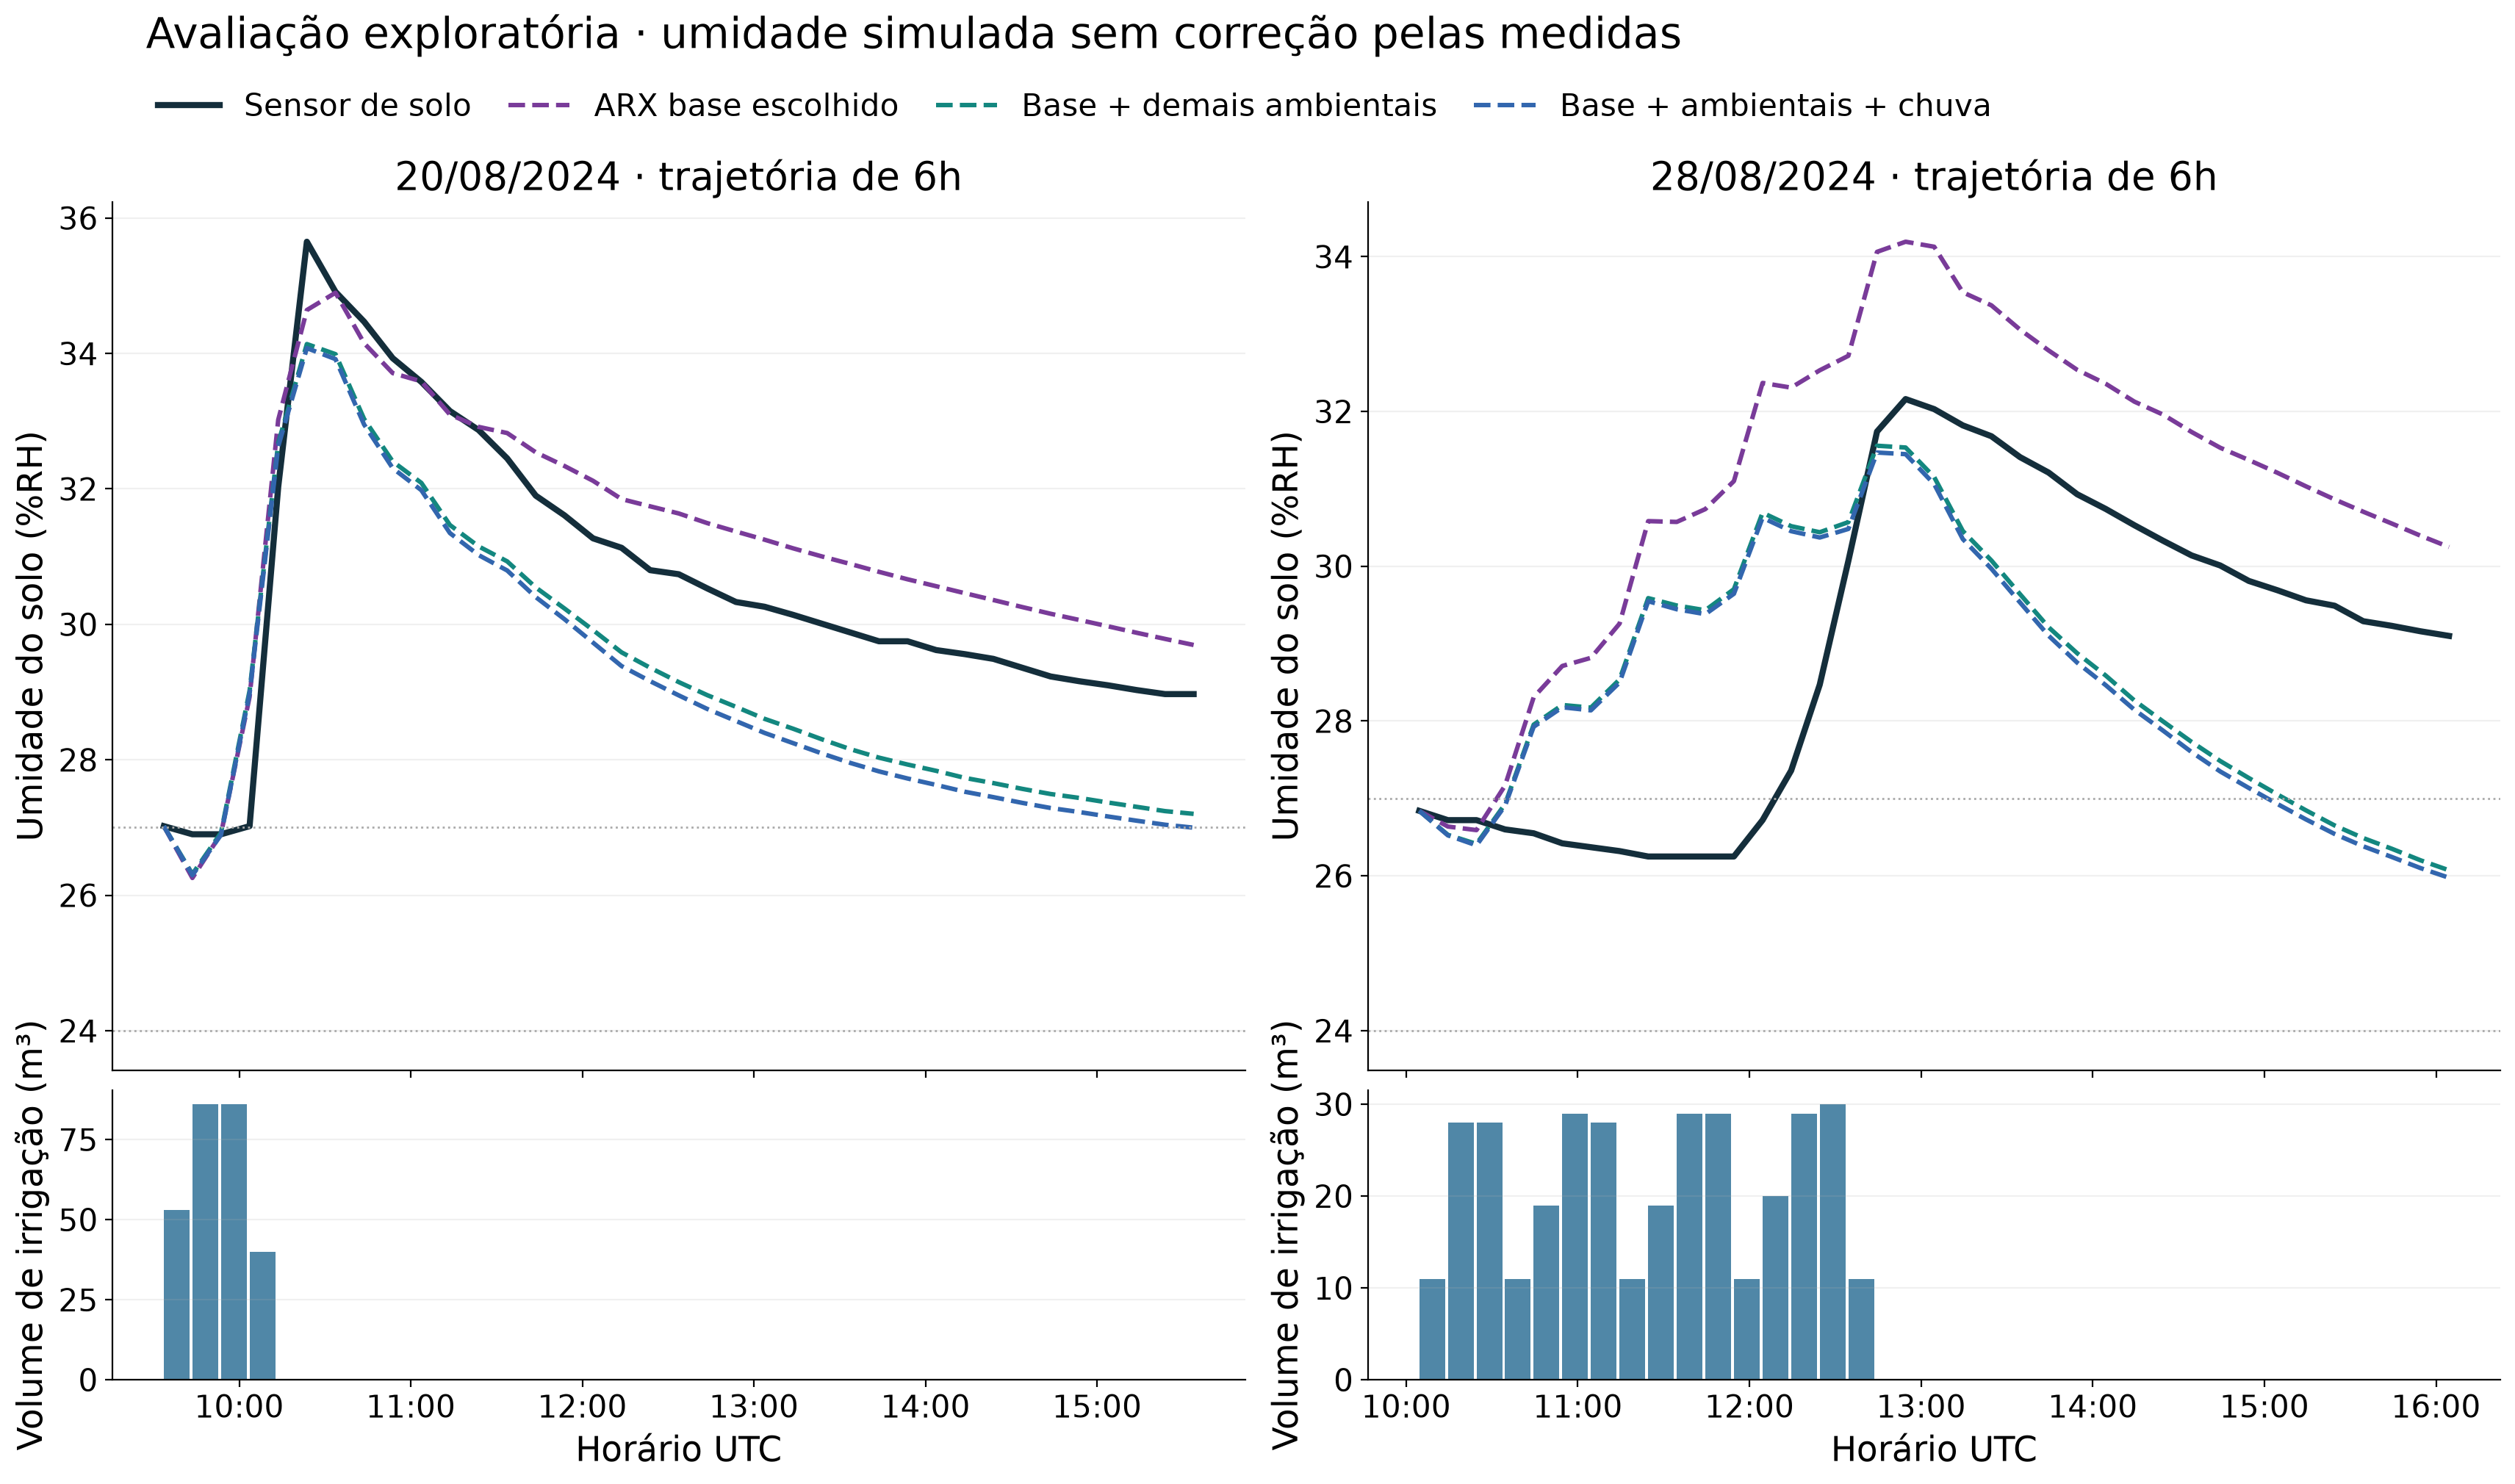 Avaliação exploratória · umidade simulada sem correção pelas medidas
Sensor de solo
ARX base escolhido
Base + demais ambientais
Base + ambientais + chuva
20/08/2024 · trajetória de 6h
Umidade do solo (%RH)
36
34
32
30
28
26
24
Volume de irrigação (m³)
75
50
25
0
10:00 11:00 12:00 13:00 14:00 15:00
Horário UTC
28/08/2024 · trajetória de 6h
Umidade do solo (%RH)
34
32
30
28
26
24
Volume de irrigação (m³)
30
20
10
0
10:00 11:00 12:00 13:00 14:00 15:00 16:00
Horário UTC